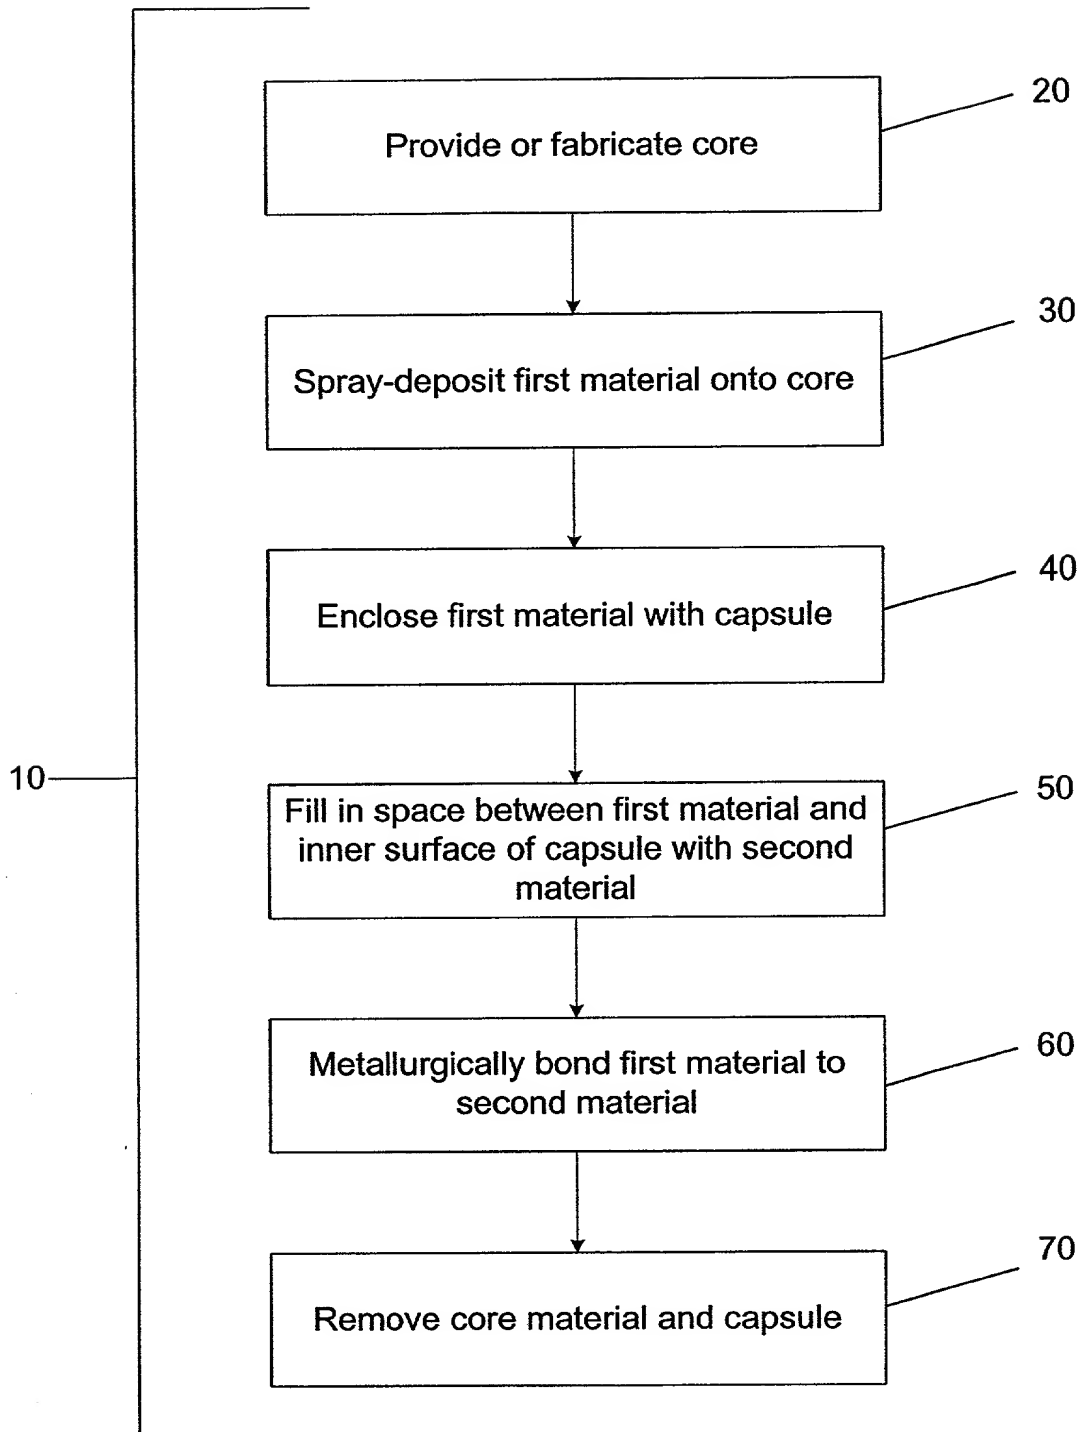 20
Provide or fabricate core
30
Spray-deposit first material onto core
40
Enclose first material with capsule
10
50
Fill in space between first material and
inner surface of capsule with second
material
60
Metallurgically bond first material to
second material
70
Remove core material and capsule